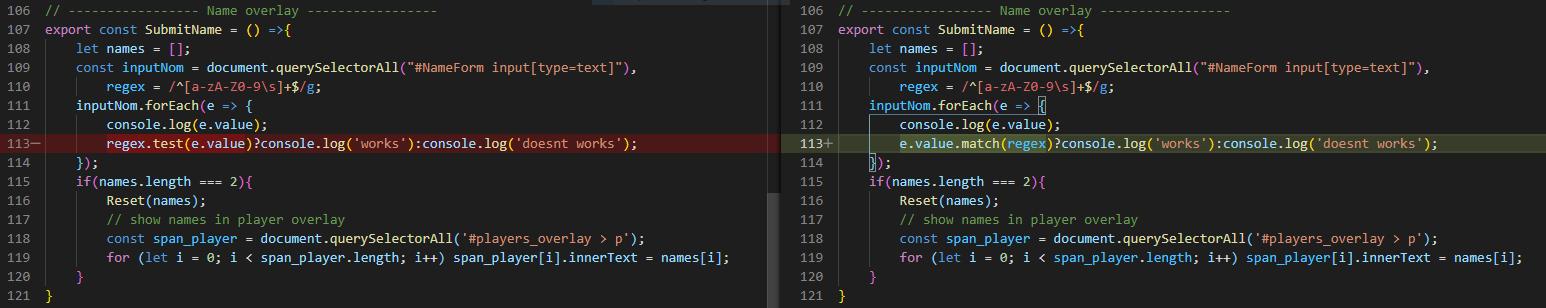 106 // ----------------- Name overlay -----------------
107 export const SubmitName = () =>{
108 let names = [];
109 const inputNom = document.querySelectorAll("#NameForm input[type=text]"),
110 regex = /^[a-zA-Z0-9\s]+$/g;
111 inputNom.forEach(e => {
112 console.log(e.value);
113— regex.test(e.value)?console.log('works'):console.log('doesnt works');
114 });
115 if(names.length === 2){
116 Reset(names);
117 // show names in player overlay
118 const span_player = document.querySelectorAll('#players_overlay > p');
119 for (let i = 0; i < span_player.length; i++) span_player[i].innerText = names[i];
120 }
121 }
106 // ----------------- Name overlay -----------------
107 export const SubmitName = () =>{
108 let names = [];
109 const inputNom = document.querySelectorAll("#NameForm input[type=text]"),
110 regex = /^[a-zA-Z0-9\s]+$/g;
111 inputNom.forEach(e => {
112 console.log(e.value);
113+ e.value.match(regex)?console.log('works'):console.log('doesnt works');
114 });
115 if(names.length === 2){
116 Reset(names);
117 // show names in player overlay
118 const span_player = document.querySelectorAll('#players_overlay > p');
119 for (let i = 0; i < span_player.length; i++) span_player[i].innerText = names[i];
120 }
121 }